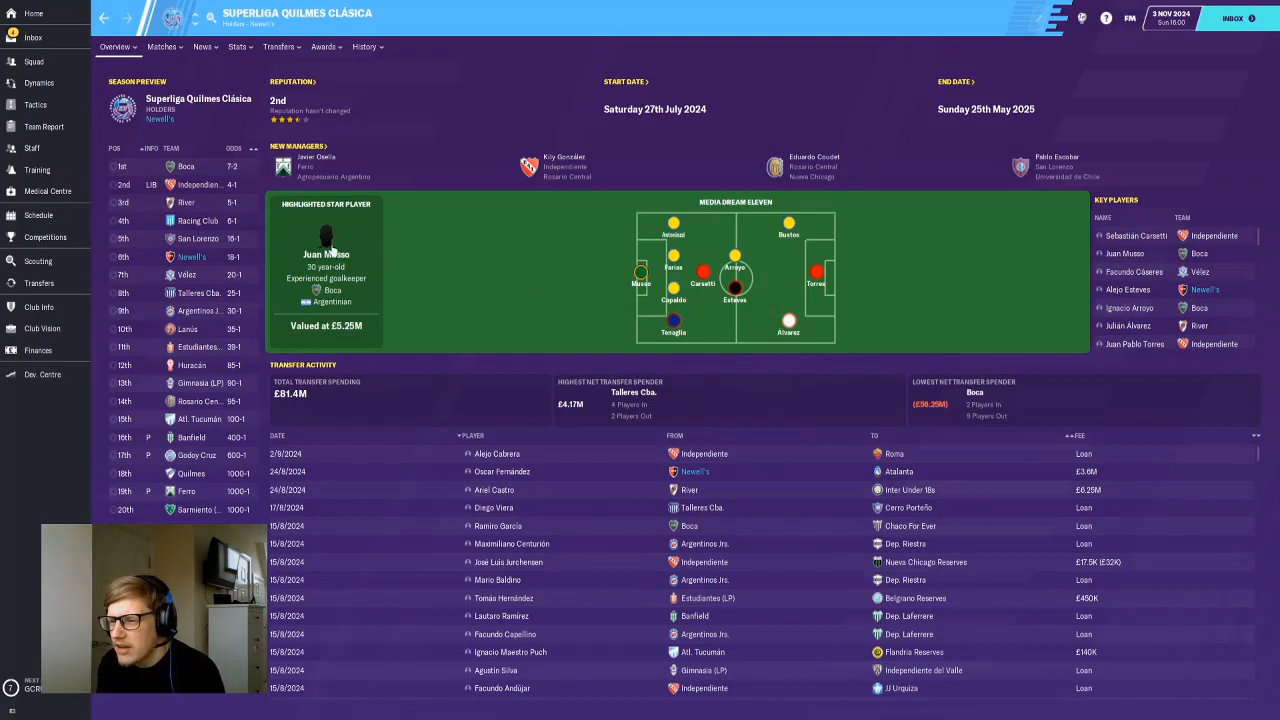 Home
SUPERLIGA QUILMES CLÁSICA
Holders - Newell's
FM
3 NOV 2024
Sun 16:00
INBOX
4
Inbox
Squad
Dynamics
Tactics
Team Report
Staff
Training
Medical Centre
Schedule
Competitions
Scouting
Transfers
Club Info
Club Vision
Finances
Dev. Centre
Overview
Matches
News
Stats
Transfers
Awards
History
SEASON PREVIEW
Superliga Quilmes Clásica
HOLDERS
Newell's
POS INFO TEAM ODDS
1st Boca 7-2
2nd LIB Independien... 4-1
3rd River 5-1
4th Racing Club 6-1
5th San Lorenzo 16-1
6th Newell's 18-1
7th Vélez 20-1
8th Talleres Cba. 25-1
9th Argentinos J... 30-1
10th Lanús 35-1
11th Estudiantes... 39-1
12th Huracán 85-1
13th Gimnasia (LP) 90-1
14th Rosario Cen... 95-1
15th Atl. Tucumán 100-1
16th P Banfield 400-1
17th P Godoy Cruz 600-1
18th Quilmes 1000-1
19th P Ferro 1000-1
20th Sarmiento (... 1000-1
REPUTATION
2nd
Reputation hasn't changed
START DATE
Saturday 27th July 2024
END DATE
Sunday 25th May 2025
NEW MANAGERS
Javier Osella
Ferro
Agropecuario Argentino
Kily González
Independiente
Rosario Central
Eduardo Coudet
Rosario Central
Nueva Chicago
Pablo Escobar
San Lorenzo
Universidad de Chile
HIGHLIGHTED STAR PLAYER
Juan Musso
30 year-old
Experienced goalkeeper
Boca
Argentinian
Valued at £5.25M
MEDIA DREAM ELEVEN
Antoniazzi
Bustos
Farías
Arroyo
Musso
Carsetti
Torres
Capaldo
Esteves
Tenaglia
Álvarez
KEY PLAYERS
NAME TEAM
Sebastián Carsetti Independiente
Juan Musso Boca
Facundo Cáseres Vélez
Alejo Esteves Newell's
Ignacio Arroyo Boca
Julián Álvarez River
Juan Pablo Torres Independiente
TRANSFER ACTIVITY
TOTAL TRANSFER SPENDING
£81.4M
HIGHEST NET TRANSFER SPENDER
Talleres Cba.
£4.17M
4 Players In
2 Players Out
LOWEST NET TRANSFER SPENDER
Boca
(£56.25M)
2 Players In
9 Players Out
DATE PLAYER FROM TO FEE
2/9/2024 Alejo Cabrera Independiente Roma Loan
24/8/2024 Oscar Fernández Newell's Atalanta £3.6M
24/8/2024 Ariel Castro River Inter Under 18s £6.25M
17/8/2024 Diego Viera Talleres Cba. Cerro Porteño Loan
15/8/2024 Ramiro García Boca Chaco For Ever Loan
15/8/2024 Maximiliano Centurión Argentinos Jrs. Dep. Riestra Loan
15/8/2024 José Luis Jurchensen Independiente Nueva Chicago Reserves £17.5K (£32K)
15/8/2024 Mario Baldino Argentinos Jrs. Dep. Riestra Loan
15/8/2024 Tomás Hernández Estudiantes (LP) Belgrano Reserves £450K
15/8/2024 Lautaro Ramírez Banfield Dep. Laferrere Loan
15/8/2024 Facundo Capellino Argentinos Jrs. Dep. Laferrere Loan
15/8/2024 Ignacio Maestro Puch Atl. Tucumán Flandria Reserves £140K
15/8/2024 Agustín Silva Gimnasia (LP) Independiente del Valle Loan
15/8/2024 Facundo Andújar Independiente JJ Urquiza Loan
NEXT
GCR